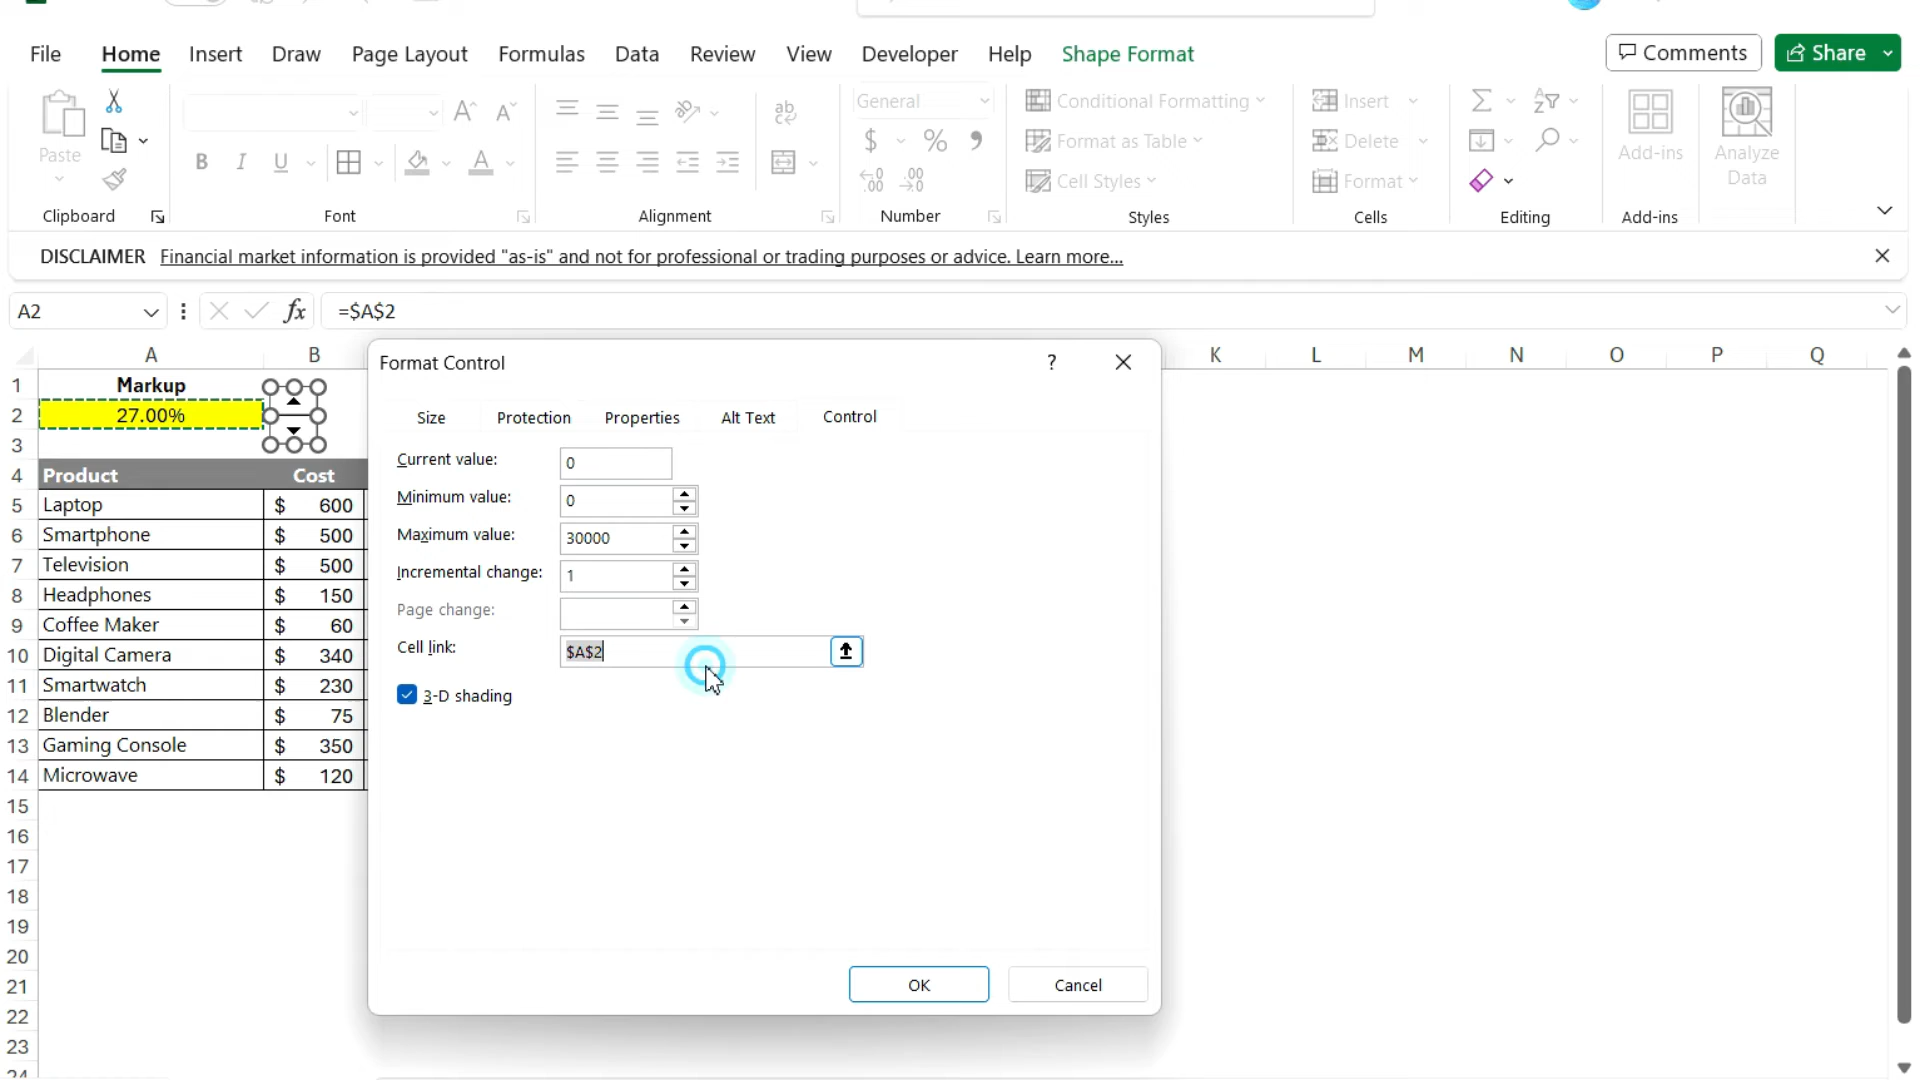 File Home Insert Draw Page Layout Formulas Data Review View Developer Help Shape Format Comments Share
Paste
General
Conditional Formatting
Format as Table
Cell Styles
Insert
Delete
Format
Add-ins
Analyze
Data
B I U A
ab
$ % 9
.00 .00
Clipboard Font Alignment Number Styles Cells Editing Add-ins
DISCLAIMER Financial market information is provided "as-is" and not for professional or trading purposes or advice. Learn more...
A2 fx =$A$2
A B K L M N O P Q
1 Markup
2 27.00%
3
4 Product Cost
5 Laptop $ 600
6 Smartphone $ 500
7 Television $ 500
8 Headphones $ 150
9 Coffee Maker $ 60
10 Digital Camera $ 340
11 Smartwatch $ 230
12 Blender $ 75
13 Gaming Console $ 350
14 Microwave $ 120
15
16
17
18
19
20
21
22
23
24
Format Control ?
Size Protection Properties Alt Text Control
Current value: 0
Minimum value: 0
Maximum value: 30000
Incremental change: 1
Page change:
Cell link: $A$2
3-D shading
OK Cancel